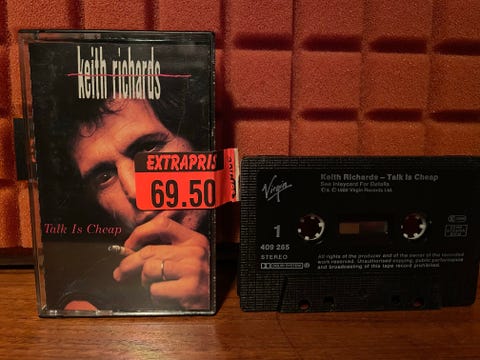 keith richards
EXTRAPRIS
69.50
Talk Is Cheap
Virgin
Keith Richards – Talk Is Cheap
See Inlaycard For Details
1
409 265
STEREO
DOLBY SYSTEM
All rights of the producer and of the owner of the recorded
work reserved. Unauthorised copying, public performance
and broadcasting of this tape record prohibited.